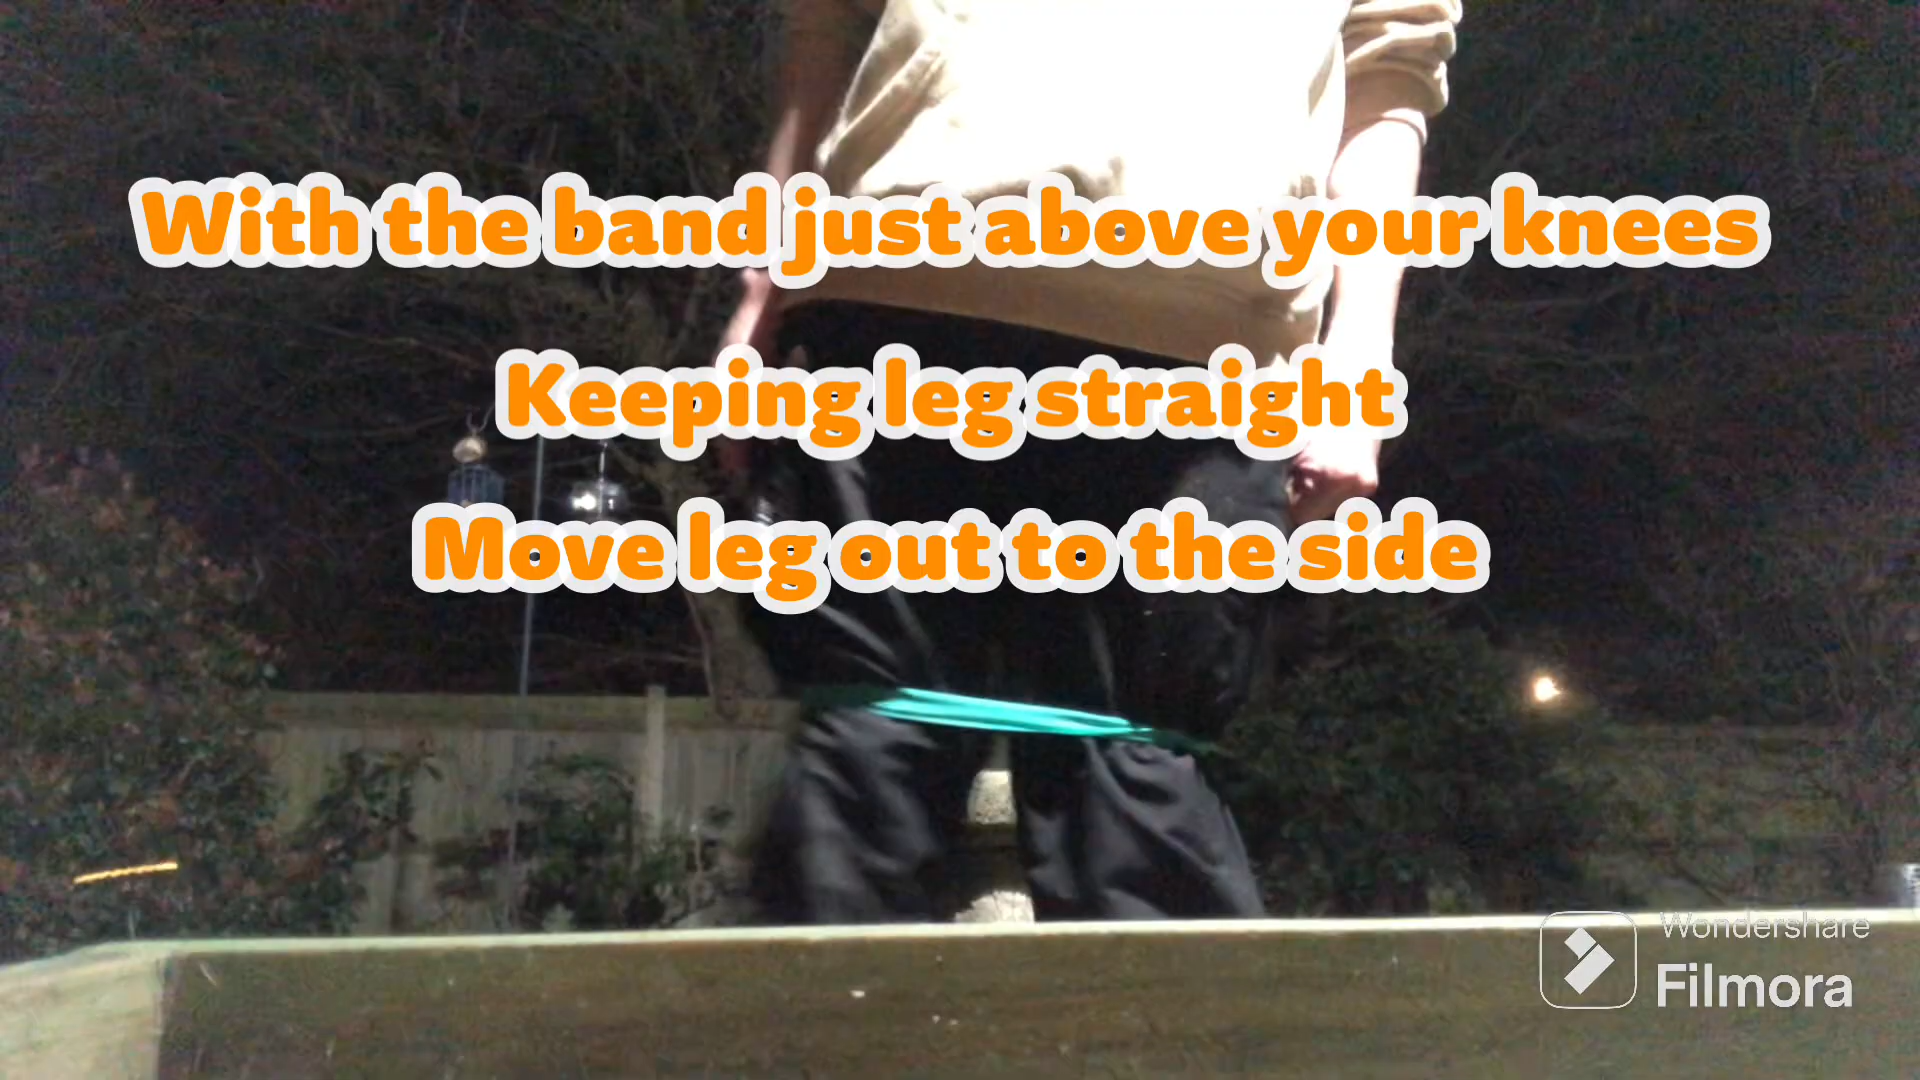 With the band just above your knees
Keeping leg straight
Move leg out to the side
Wondershare
Filmora